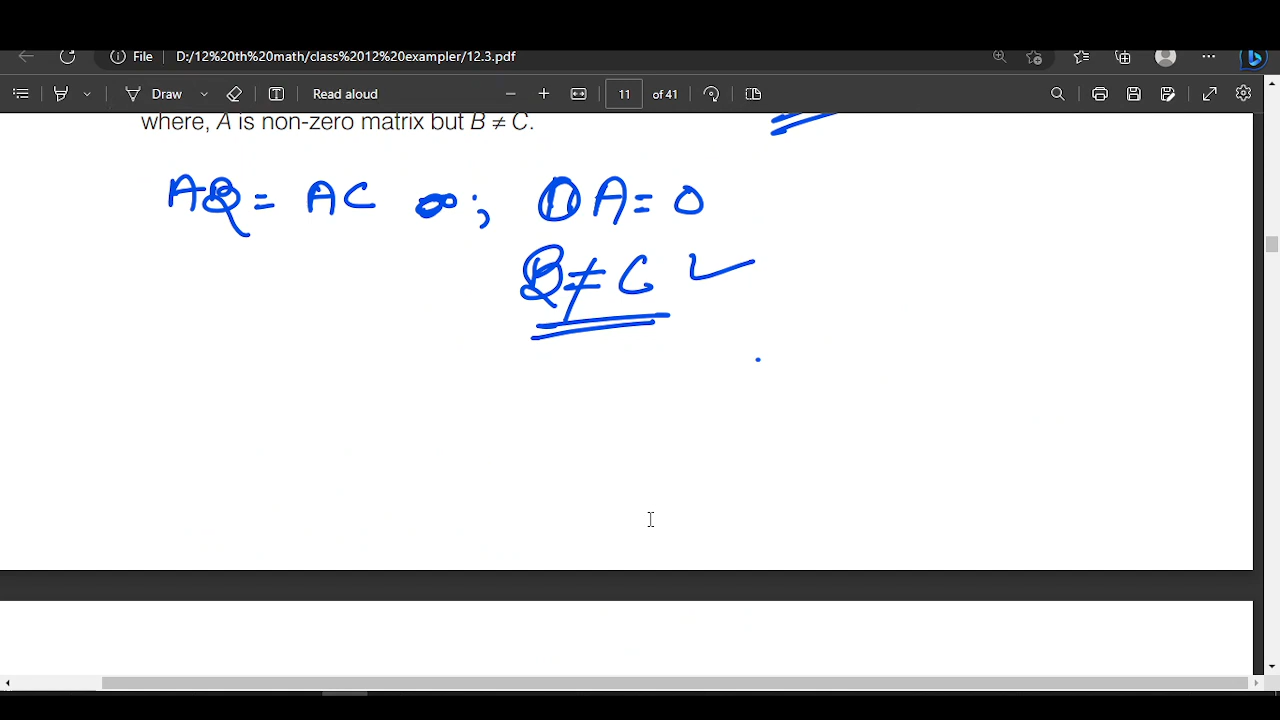 File D:/12%20th%20math/class%2012%20exampler/12.3.pdf
Draw Read aloud 11 of 41
where, A is non-zero matrix but B ≠ C.
AB = AC ; A = 0
B ≠ C